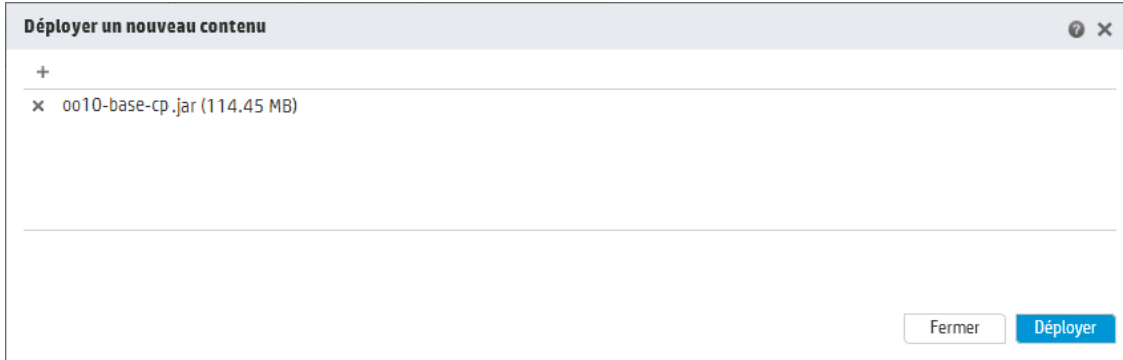 Déployer un nouveau contenu
oo10-base-cp.jar (114.45 MB)
Fermer
Déployer